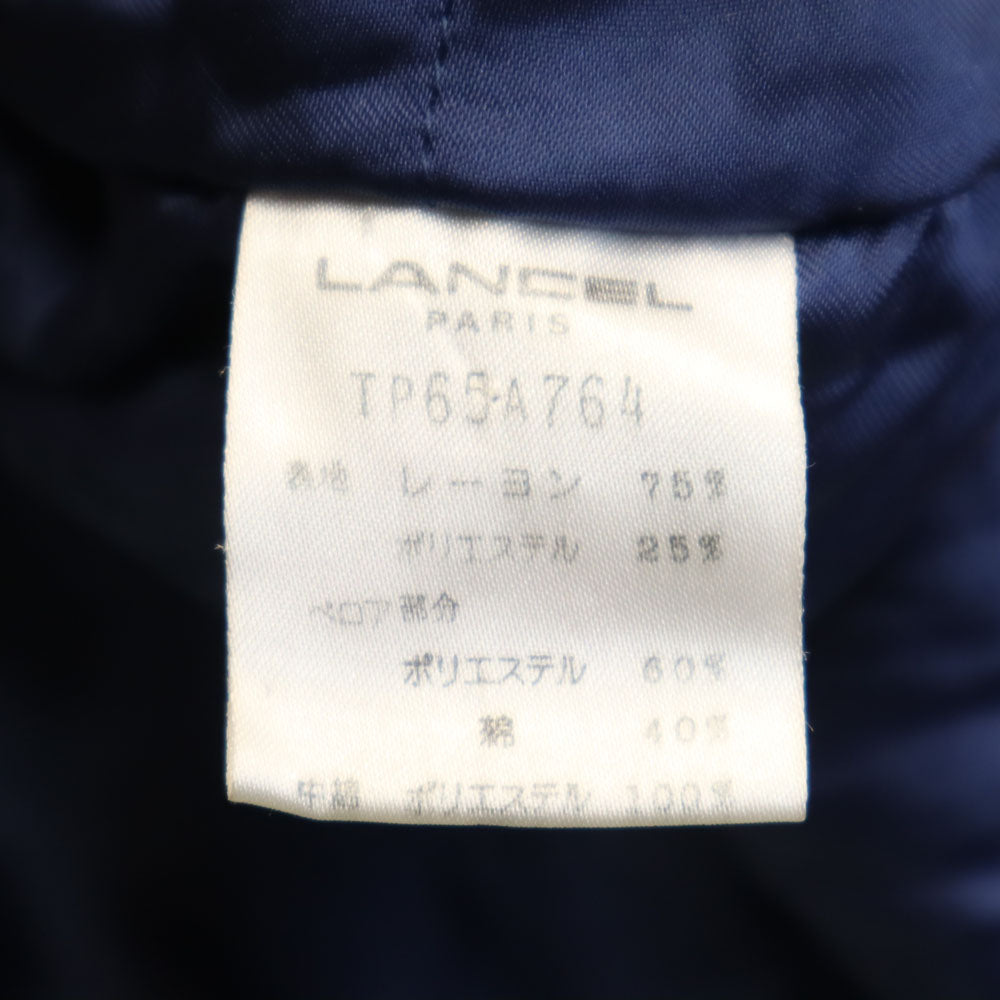 LANCEL
PARIS
TP65A764
表地 レーヨン 75%
ポリエステル 25%
ベロア部分
ポリエステル 60%
綿 40%
中綿 ポリエステル 100%